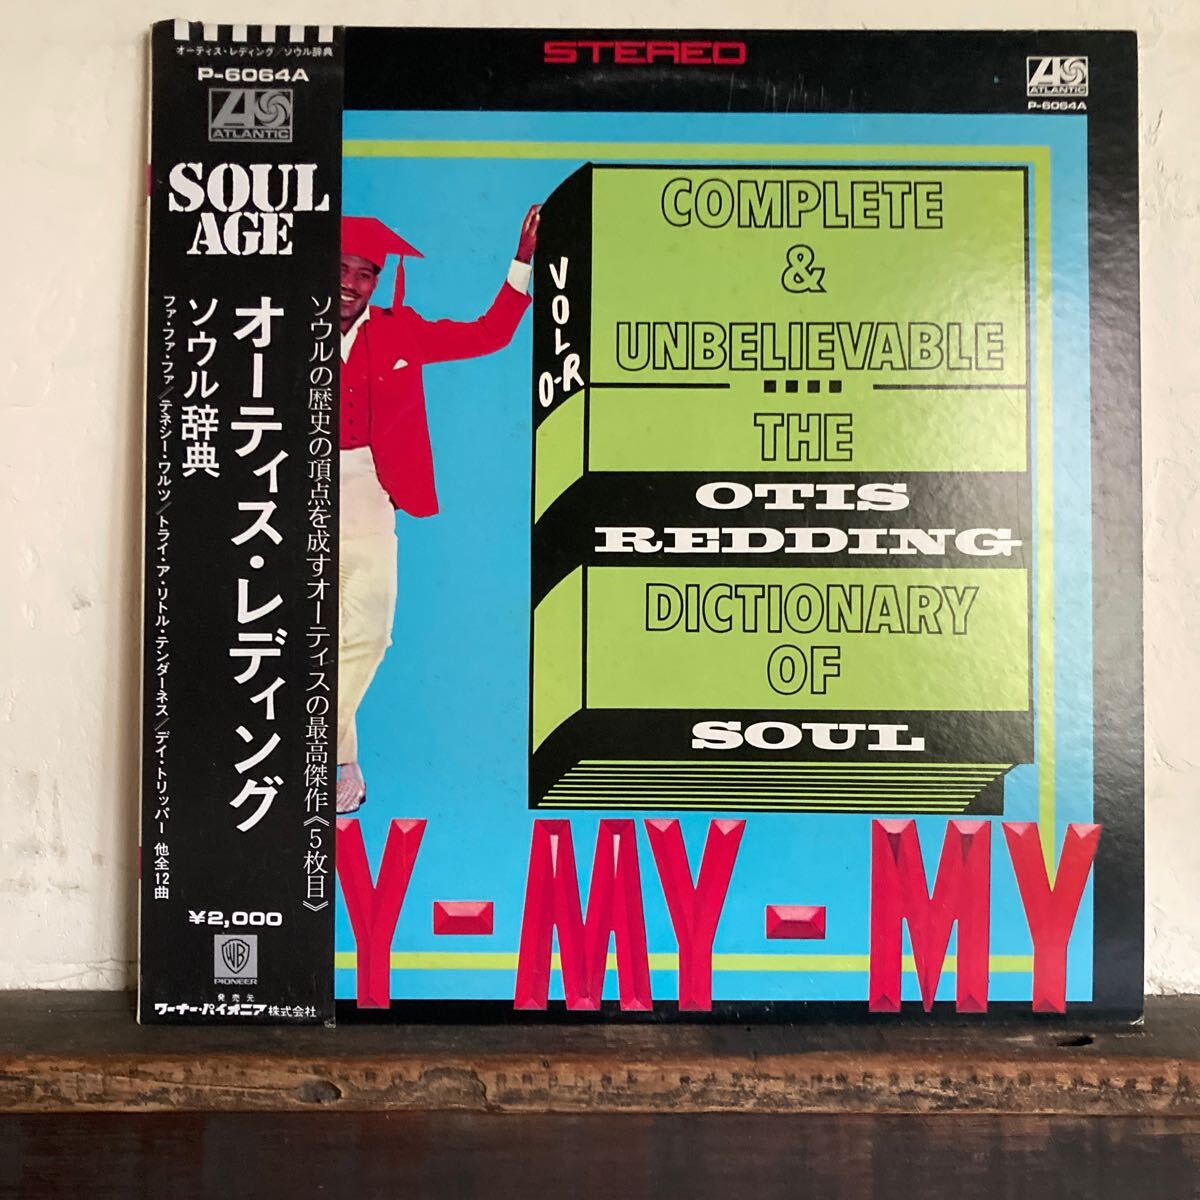 オーティス・レディング/ソウル辞典
P-6064A
ATLANTIC
SOUL
AGE
ソウルの歴史の頂点を成すオーティスの最高傑作《5枚目》
オーティス・レディング
ソウル辞典
ファ・ファ・ファ/テネシー・ワルツ/トライ・ア・リトル・テンダーネス/デイ・トリッパー 他全12曲
¥2,000
WB
PIONEER
発売元
ワーナー・パイオニア株式会社
STEREO
ATLANTIC
P-6064A
VOL
O-R
COMPLETE
&
UNBELIEVABLE
....
THE
OTIS
REDDING
DICTIONARY
OF
SOUL
Y-MY-MY